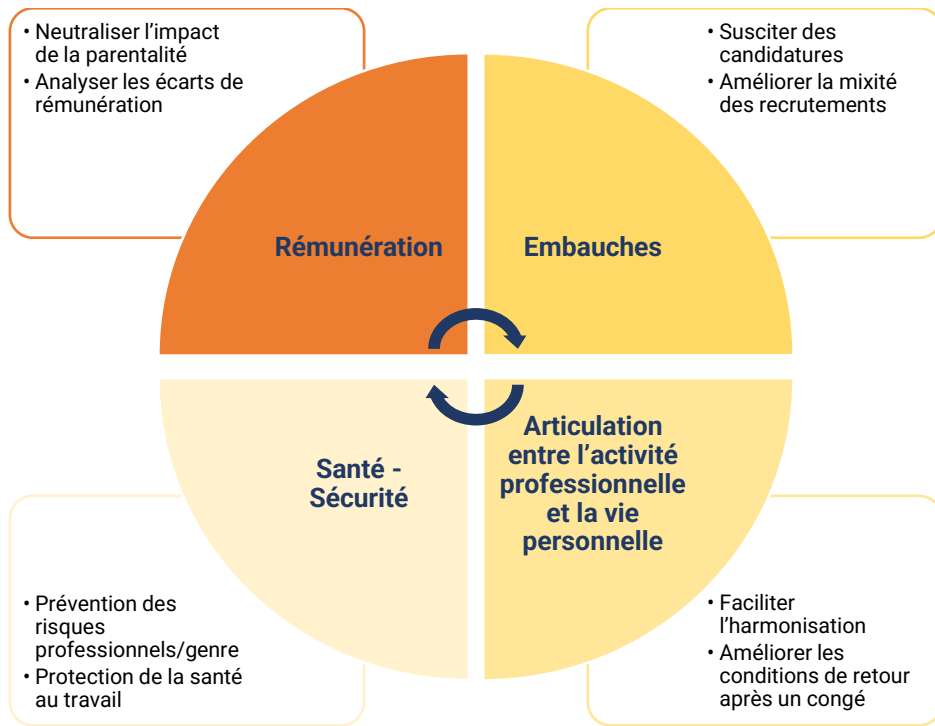 • Neutraliser l’impact
de la parentalité
• Analyser les écarts de
rémunération
• Susciter des
candidatures
• Améliorer la mixité
des recrutements
Rémunération
Embauches
Santé -
Sécurité
Articulation
entre l’activité
professionnelle
et la vie
personnelle
• Prévention des
risques
professionnels/genre
• Protection de la santé
au travail
• Faciliter
l’harmonisation
• Améliorer les
conditions de retour
après un congé